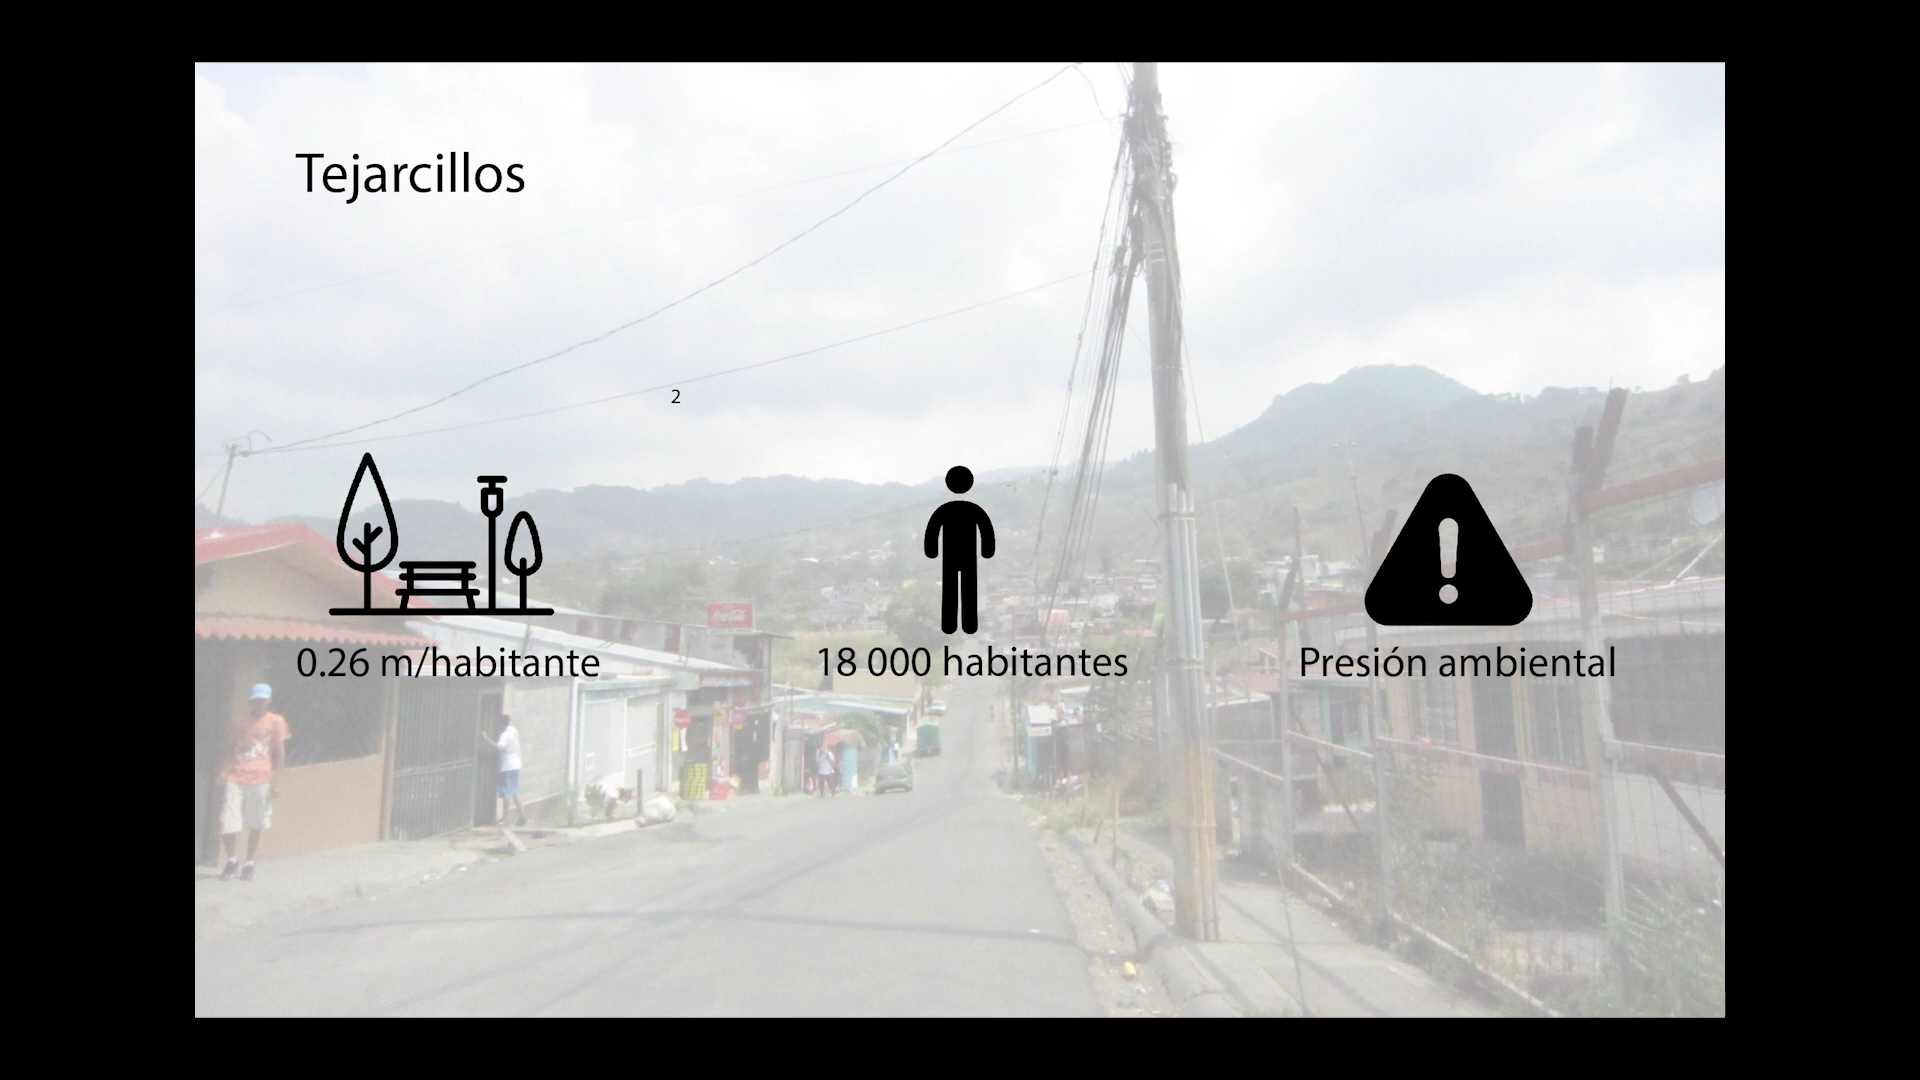 Tejarcillos
2
0.26 m/habitante
18 000 habitantes
Presión ambiental